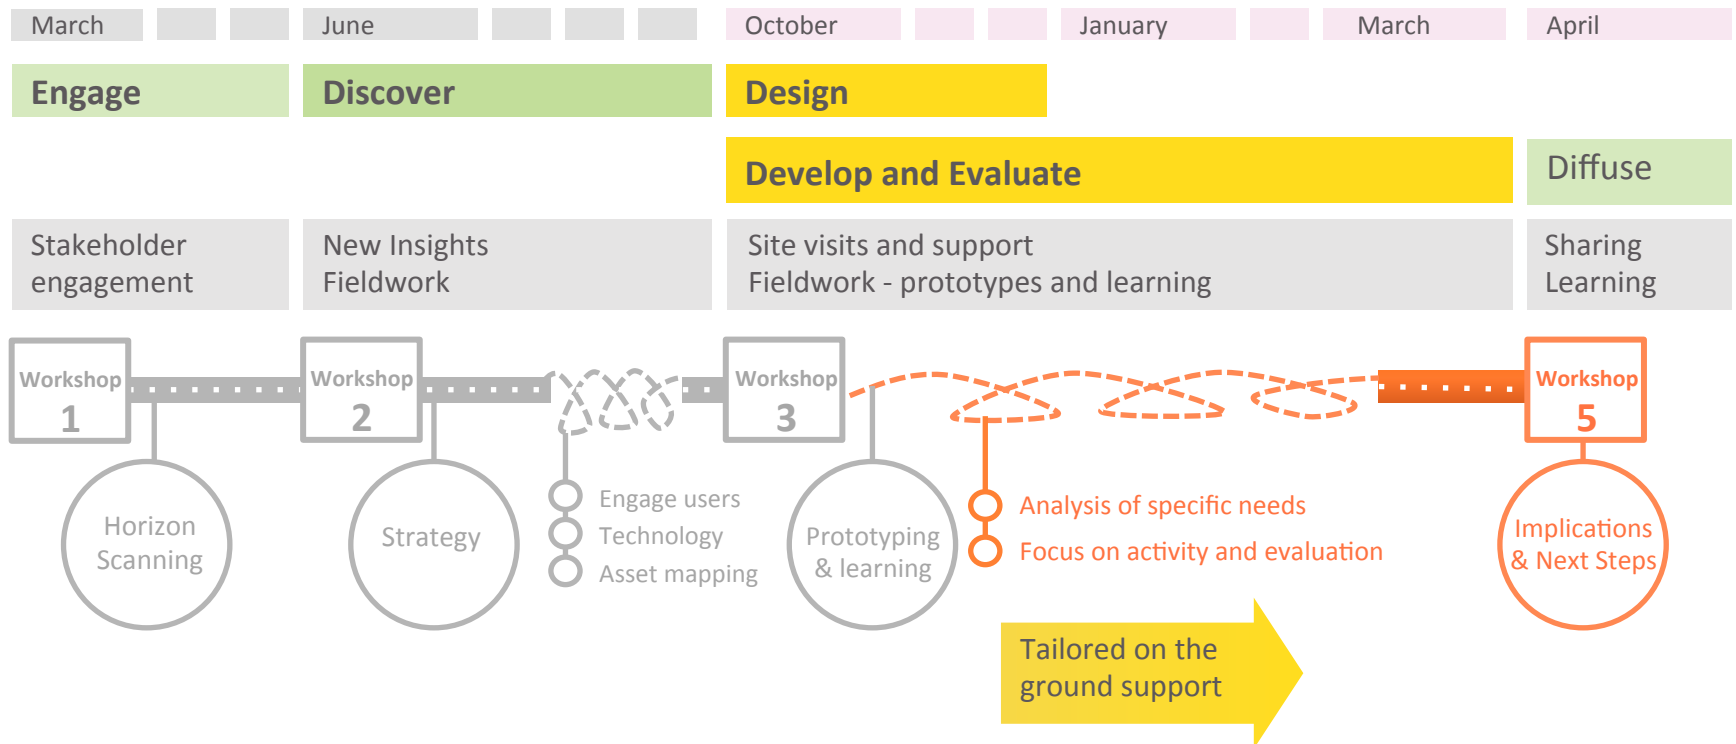 March
June
October
January
March
April
Engage
Discover
Design
Develop and Evaluate
Diffuse
Stakeholder
engagement
New Insights
Fieldwork
Site visits and support
Fieldwork - prototypes and learning
Sharing
Learning
Workshop
1
Workshop
2
Workshop
3
Workshop
5
Horizon
Scanning
Strategy
Engage users
Technology
Asset mapping
Prototyping
& learning
Analysis of specific needs
Focus on activity and evaluation
Implications
& Next Steps
Tailored on the
ground support